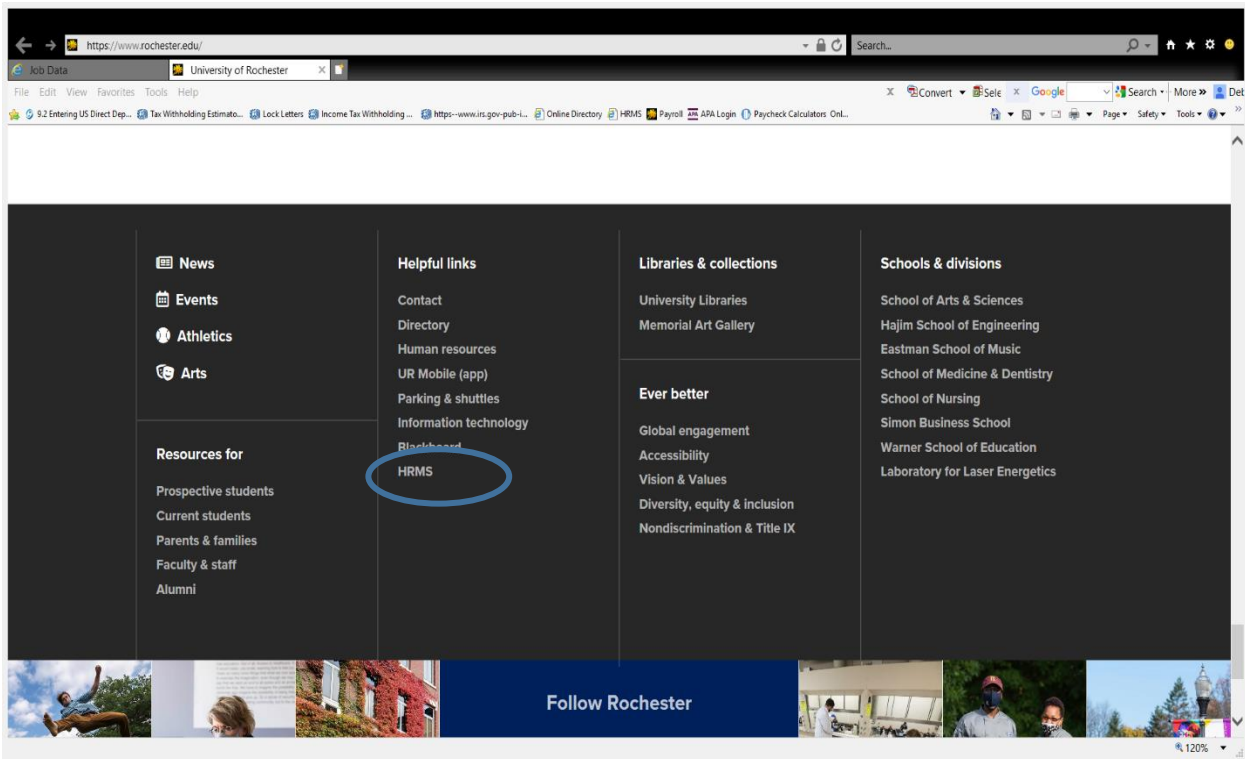 https://www.rochester.edu/
Search...
Job Data
University of Rochester
File Edit View Favorites Tools Help
x Convert Sele x Google Search More » Deb
9.2 Entering US Direct Dep... Tax Withholding Estimato... Lock Letters Income Tax Withholding ... https--www.irs.gov-pub-i... Online Directory HRMS Payroll APA APA Login Paycheck Calculators Onl...
Page Safety Tools
News
Events
Athletics
Arts
Resources for
Prospective students
Current students
Parents & families
Faculty & staff
Alumni
Helpful links
Contact
Directory
Human resources
UR Mobile (app)
Parking & shuttles
Information technology
Blackboard
HRMS
Libraries & collections
University Libraries
Memorial Art Gallery
Ever better
Global engagement
Accessibility
Vision & Values
Diversity, equity & inclusion
Nondiscrimination & Title IX
Schools & divisions
School of Arts & Sciences
Hajim School of Engineering
Eastman School of Music
School of Medicine & Dentistry
School of Nursing
Simon Business School
Warner School of Education
Laboratory for Laser Energetics
Follow Rochester
120%